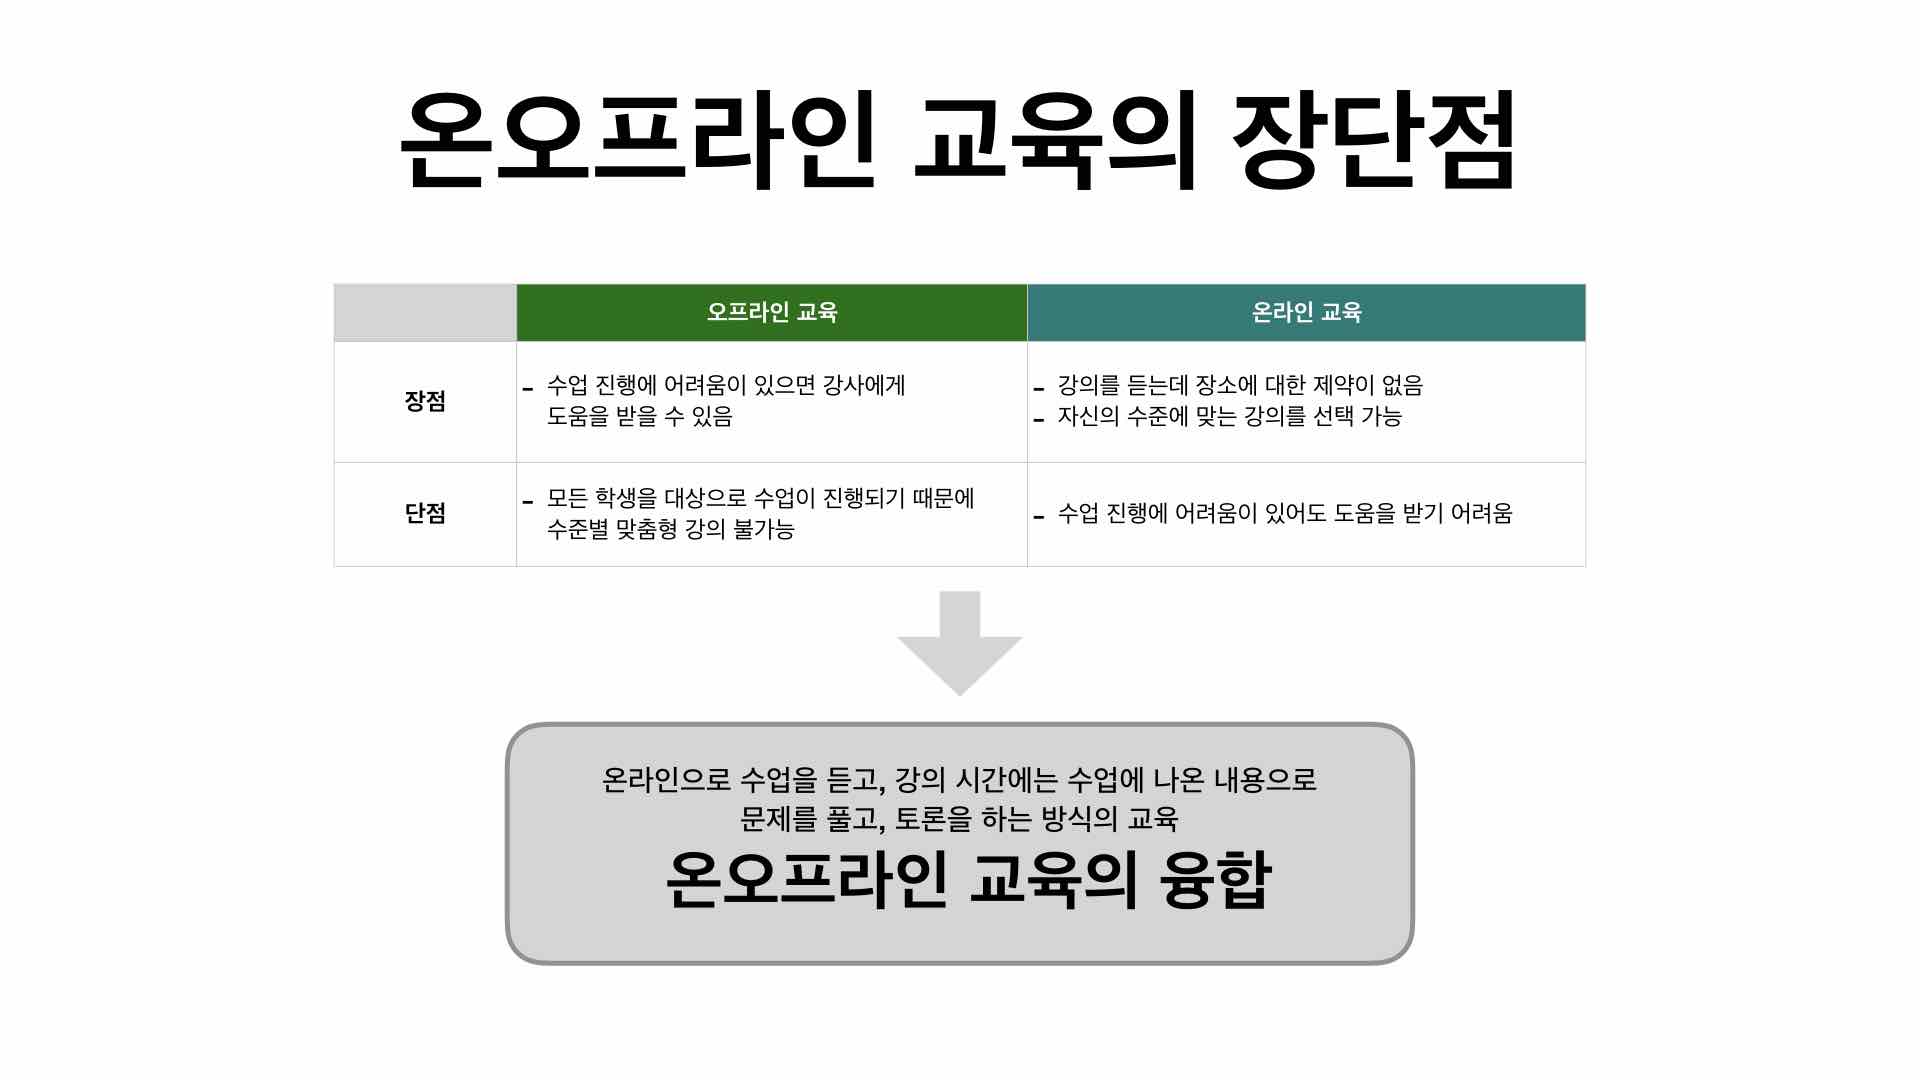 온오프라인 교육의 장단점
오프라인 교육
온라인 교육
장점
– 수업 진행에 어려움이 있으면 강사에게
도움을 받을 수 있음
– 강의를 듣는데 장소에 대한 제약이 없음
– 자신의 수준에 맞는 강의를 선택 가능
단점
– 모든 학생을 대상으로 수업이 진행되기 때문에
수준별 맞춤형 강의 불가능
– 수업 진행에 어려움이 있어도 도움을 받기 어려움
온라인으로 수업을 듣고, 강의 시간에는 수업에 나온 내용으로
문제를 풀고, 토론을 하는 방식의 교육
온오프라인 교육의 융합